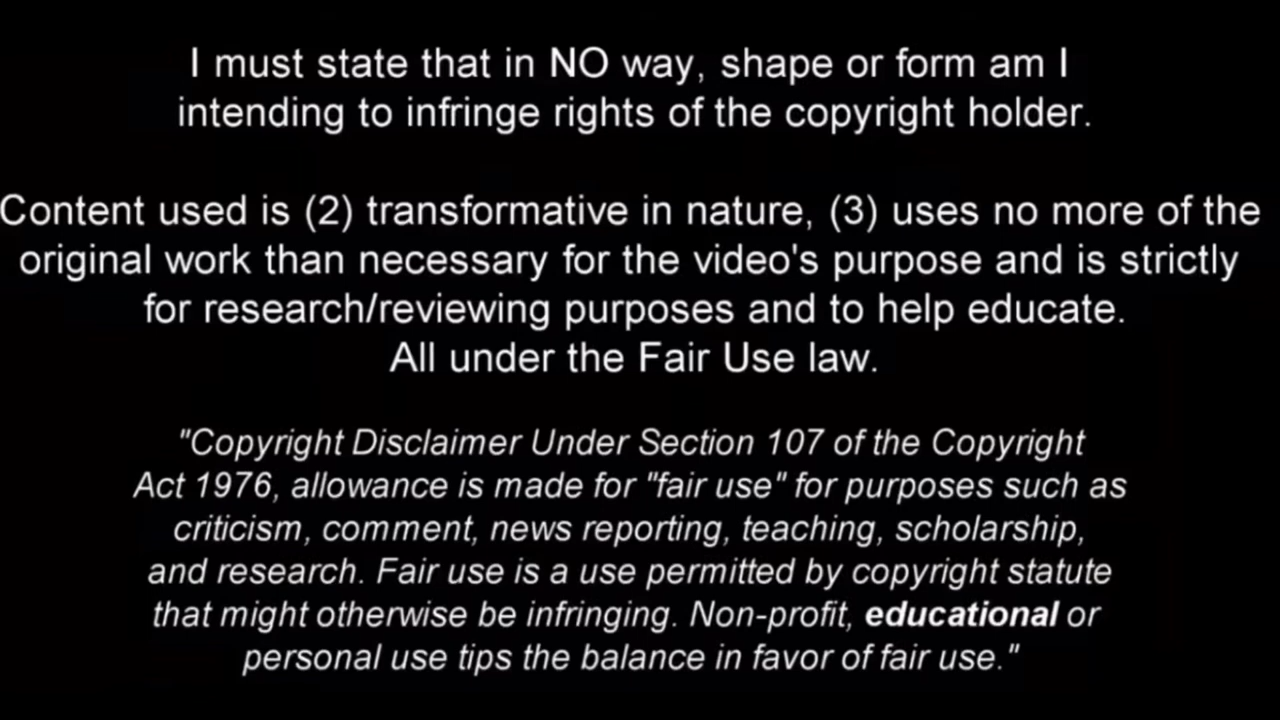 I must state that in NO way, shape or form am I
intending to infringe rights of the copyright holder.
Content used is (2) transformative in nature, (3) uses no more of the
original work than necessary for the video's purpose and is strictly
for research/reviewing purposes and to help educate.
All under the Fair Use law.
"Copyright Disclaimer Under Section 107 of the Copyright
Act 1976, allowance is made for "fair use" for purposes such as
criticism, comment, news reporting, teaching, scholarship,
and research. Fair use is a use permitted by copyright statute
that might otherwise be infringing. Non-profit, educational or
personal use tips the balance in favor of fair use."